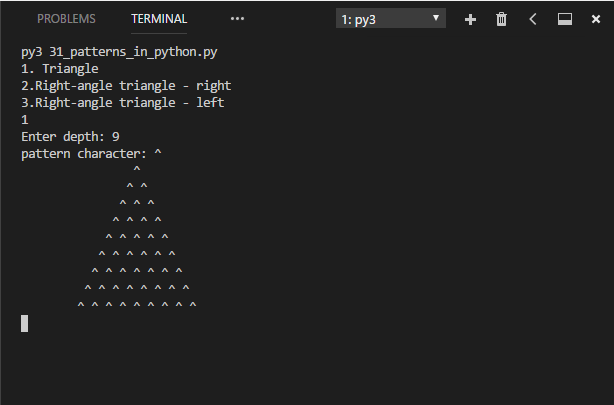 PROBLEMS TERMINAL ••• 1: py3
py3 31_patterns_in_python.py
1. Triangle
2.Right-angle triangle - right
3.Right-angle triangle - left
1
Enter depth: 9
pattern character: ^
                ^
               ^ ^
              ^ ^ ^
             ^ ^ ^ ^
            ^ ^ ^ ^ ^
           ^ ^ ^ ^ ^ ^
          ^ ^ ^ ^ ^ ^ ^
         ^ ^ ^ ^ ^ ^ ^ ^
        ^ ^ ^ ^ ^ ^ ^ ^ ^